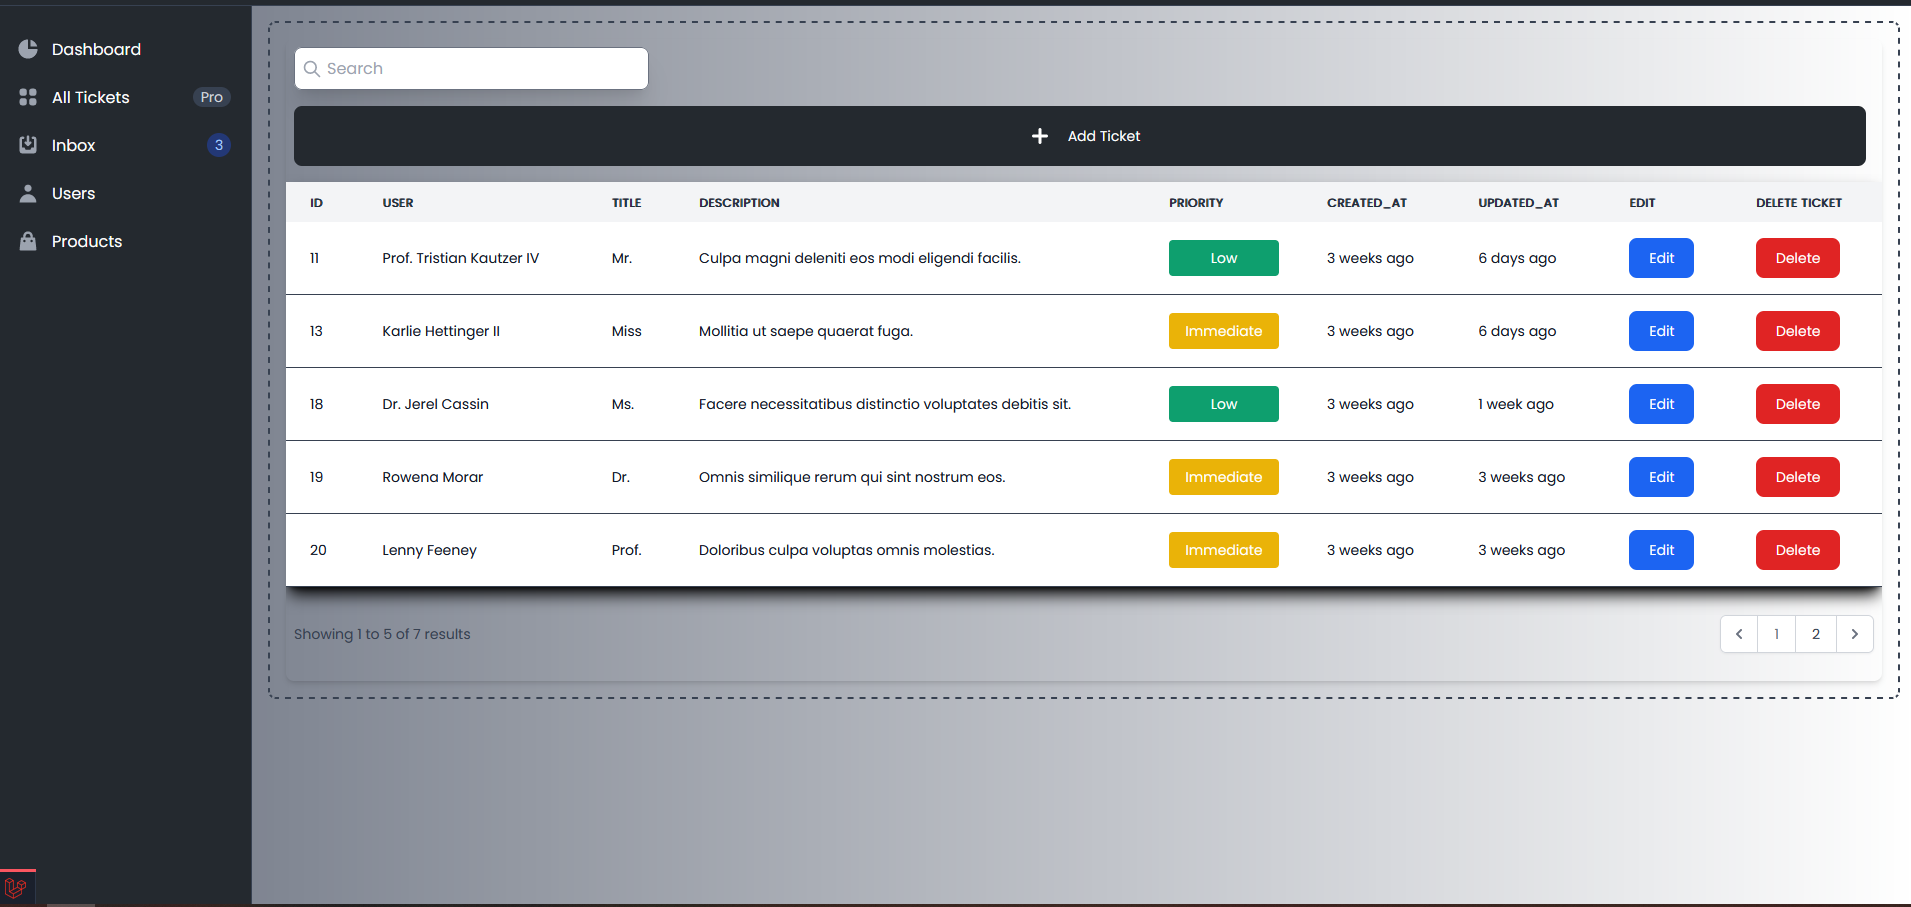 Dashboard
All Tickets Pro
Inbox 3
Users
Products
Search
Add Ticket
ID USER TITLE DESCRIPTION PRIORITY CREATED_AT UPDATED_AT EDIT DELETE TICKET
11 Prof. Tristian Kautzer IV Mr. Culpa magni deleniti eos modi eligendi facilis. Low 3 weeks ago 6 days ago Edit Delete
13 Karlie Hettinger II Miss Mollitia ut saepe quaerat fuga. Immediate 3 weeks ago 6 days ago Edit Delete
18 Dr. Jerel Cassin Ms. Facere necessitatibus distinctio voluptates debitis sit. Low 3 weeks ago 1 week ago Edit Delete
19 Rowena Morar Dr. Omnis similique rerum qui sint nostrum eos. Immediate 3 weeks ago 3 weeks ago Edit Delete
20 Lenny Feeney Prof. Doloribus culpa voluptas omnis molestias. Immediate 3 weeks ago 3 weeks ago Edit Delete
Showing 1 to 5 of 7 results 1 2